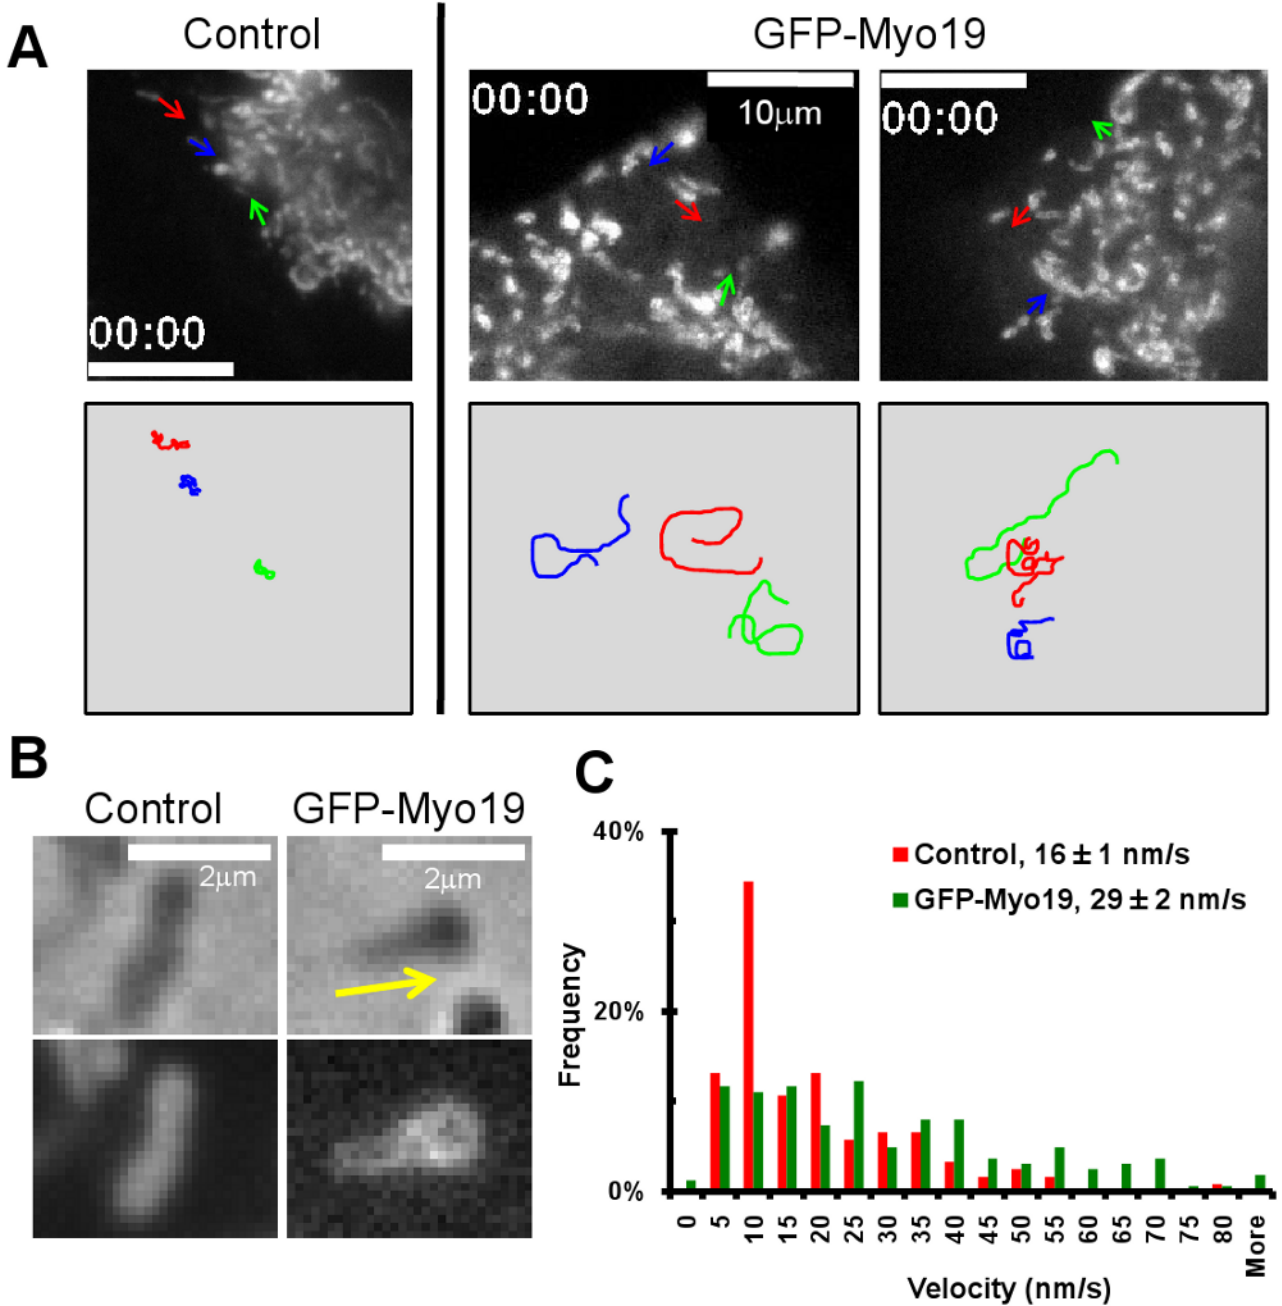 A
Control
GFP-Myo19
00:00
00:00
10μm
00:00
B
Control
GFP-Myo19
2μm
2μm
C
40%
20%
0%
Frequency
Control, 16 ± 1 nm/s
GFP-Myo19, 29 ± 2 nm/s
0 5 10 15 20 25 30 35 40 45 50 55 60 65 70 75 80 More
Velocity (nm/s)